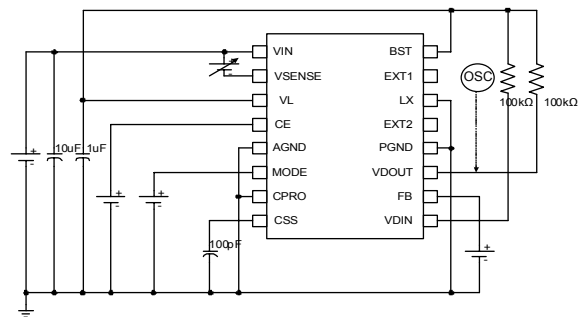 VIN
BST
VSENSE
EXT1
OSC
VL
LX
100kΩ
100kΩ
CE
EXT2
10uF
1uF
AGND
PGND
MODE
VDOUT
CPRO
FB
CSS
VDIN
100pF
+
-
+
-
+
-
+
-
+
-